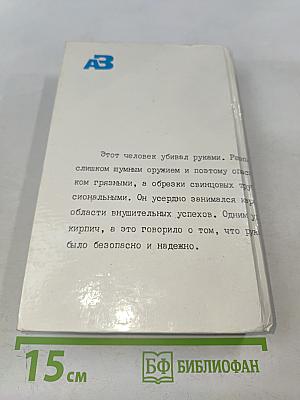 АЗ
Этот человек убивал руками.
слишком шумным оружием и поэтому
ком грязными, а обрезки свинцовых
сиональными. Он усердно занимался
области внушительных успехов. Одним
кирпич, а это говорило о том, что
было безопасно и надежно.
15 см
БФ БИБЛИОФАН